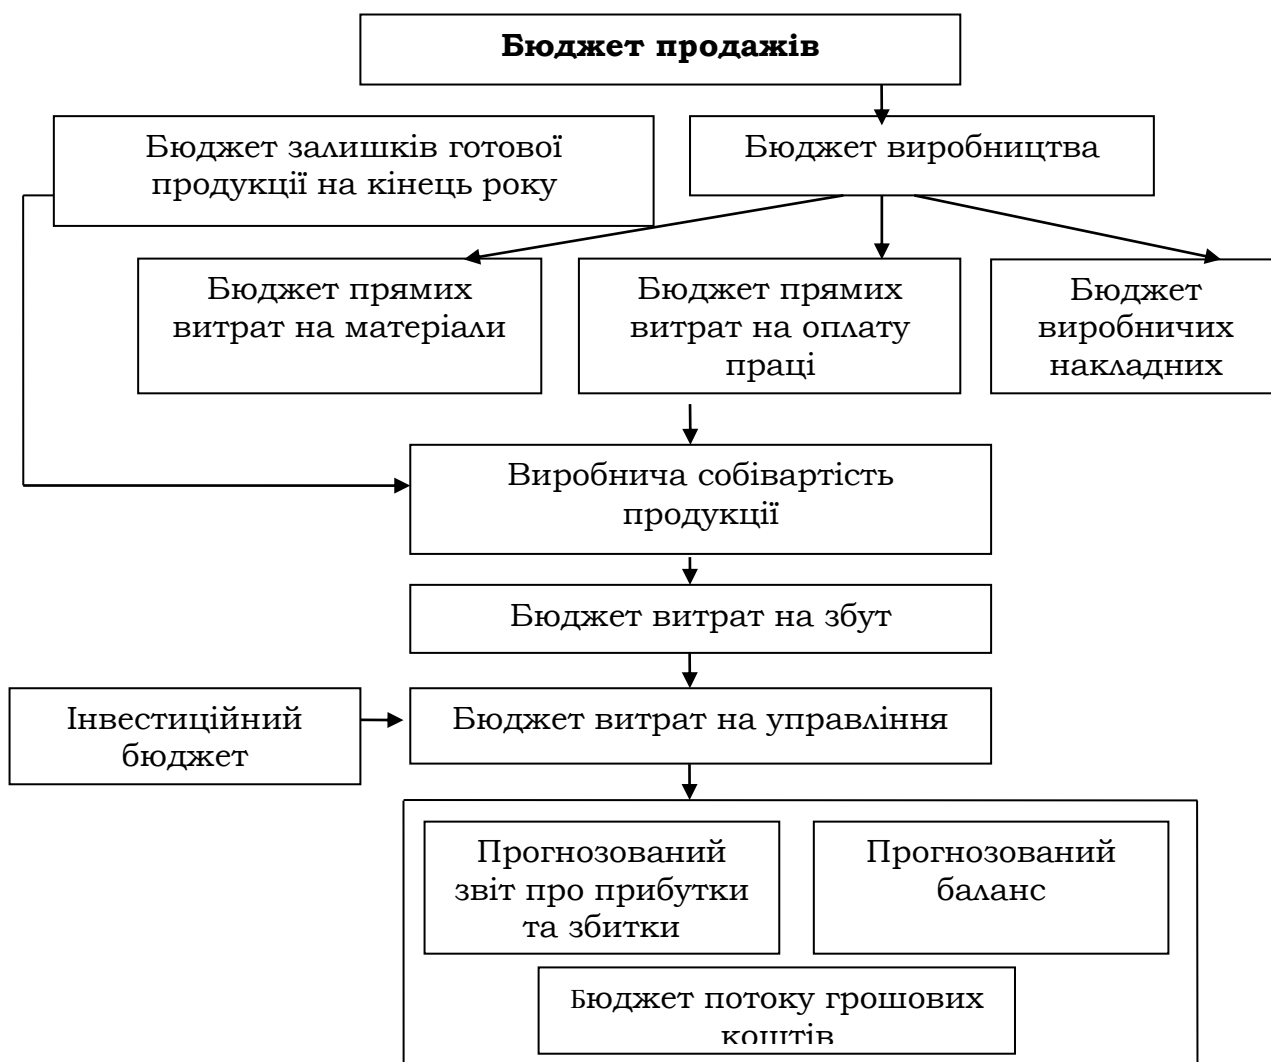 Бюджет продажів
Бюджет залишків готової
продукції на кінець року
Бюджет виробництва
Бюджет прямих
витрат на матеріали
Бюджет прямих
витрат на оплату
праці
Бюджет
виробничих
накладних
Виробнича собівартість
продукції
Бюджет витрат на збут
Інвестиційний
бюджет
Бюджет витрат на управління
Прогнозований
звіт про прибутки
та збитки
Прогнозований
баланс
Бюджет потоку грошових
коштів